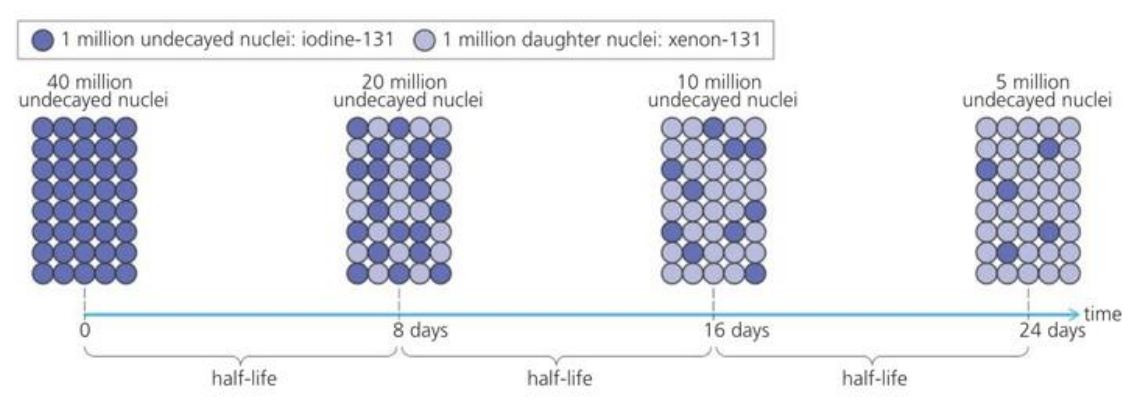 1 million undecayed nuclei: iodine-131 1 million daughter nuclei: xenon-131
40 million
undecayed nuclei
20 million
undecayed nuclei
10 million
undecayed nuclei
5 million
undecayed nuclei
time
0
8 days
16 days
24 days
half-life
half-life
half-life